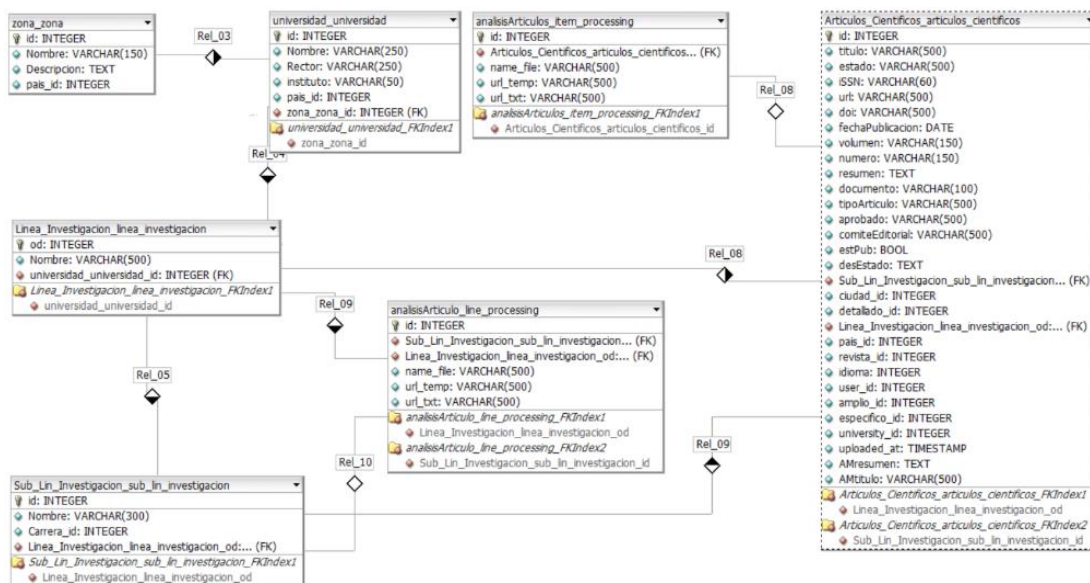 zona_zona
id: INTEGER
Nombre: VARCHAR(150)
Descripcion: TEXT
pais_id: INTEGER
Rel_03
universidad_universidad
id: INTEGER
Nombre: VARCHAR(250)
Rector: VARCHAR(250)
instituto: VARCHAR(50)
pais_id: INTEGER
zona_zona_id: INTEGER (FK)
universidad_universidad_FKIndex1
zona_zona_id
analisisArticulos_item_processing
id: INTEGER
Articulos_Cientificos_articulos_cientificos... (FK)
name_file: VARCHAR(500)
url_temp: VARCHAR(500)
url_txt: VARCHAR(500)
analisisArticulos_item_processing_FKIndex1
Articulos_Cientificos_articulos_cientificos_id
Rel_08
Articulos_Cientificos_articulos_cientificos
id: INTEGER
titulo: VARCHAR(500)
estado: VARCHAR(500)
iSSN: VARCHAR(60)
url: VARCHAR(500)
doi: VARCHAR(500)
fechaPublicacion: DATE
volumen: VARCHAR(150)
numero: VARCHAR(150)
resumen: TEXT
documento: VARCHAR(100)
tipoArticulo: VARCHAR(500)
aprobado: VARCHAR(500)
comiteEditorial: VARCHAR(500)
estPub: BOOL
desEstado: TEXT
Sub_Lin_Investigacion_sub_lin_investigacion... (FK)
ciudad_id: INTEGER
detallado_id: INTEGER
Linea_Investigacion_linea_investigacion_od:... (FK)
pais_id: INTEGER
revista_id: INTEGER
idioma: INTEGER
user_id: INTEGER
amplio_id: INTEGER
especifico_id: INTEGER
university_id: INTEGER
uploaded_at: TIMESTAMP
AMresumen: TEXT
AMtitulo: VARCHAR(500)
Articulos_Cientificos_articulos_cientificos_FKIndex1
Linea_Investigacion_linea_investigacion_od
Articulos_Cientificos_articulos_cientificos_FKIndex2
Sub_Lin_Investigacion_sub_lin_investigacion_id
Rel_04
Linea_Investigacion_linea_investigacion
od: INTEGER
Nombre: VARCHAR(500)
universidad_universidad_id: INTEGER (FK)
Linea_Investigacion_linea_investigacion_FKIndex1
universidad_universidad_id
Rel_08
Rel_09
analisisArticulo_line_processing
id: INTEGER
Sub_Lin_Investigacion_sub_lin_investigacion... (FK)
Linea_Investigacion_linea_investigacion_od:... (FK)
name_file: VARCHAR(500)
url_temp: VARCHAR(500)
url_txt: VARCHAR(500)
analisisArticulo_line_processing_FKIndex1
Linea_Investigacion_linea_investigacion_od
analisisArticulo_line_processing_FKIndex2
Sub_Lin_Investigacion_sub_lin_investigacion_id
Rel_05
Rel_09
Rel_10
Sub_Lin_Investigacion_sub_lin_investigacion
id: INTEGER
Nombre: VARCHAR(300)
Carrera_id: INTEGER
Linea_Investigacion_linea_investigacion_od:... (FK)
Sub_Lin_Investigacion_sub_lin_investigacion_FKIndex1
Linea_Investigacion_linea_investigacion_od